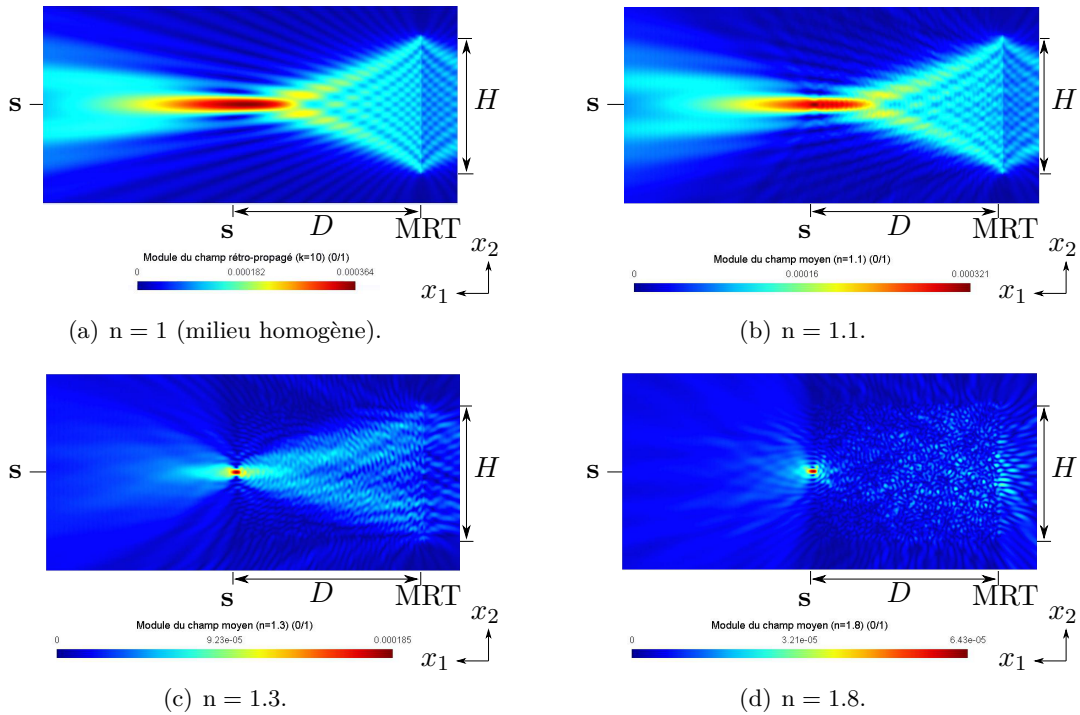 s
H
s
D
MRT
x₂
x₁
Module du champ rétro-propagé (k=10) (0/1)
0
0.000182
0.000364
(a) n = 1 (milieu homogène).
s
H
s
D
MRT
x₂
x₁
Module du champ moyen (n=1.1) (0/1)
0
0.00016
0.000321
(b) n = 1.1.
s
H
s
D
MRT
x₂
x₁
Module du champ moyen (n=1.3) (0/1)
0
9.23e-05
0.000185
(c) n = 1.3.
s
H
s
D
MRT
x₂
x₁
Module du champ moyen (n=1.8) (0/1)
0
3.21e-05
6.43e-05
(d) n = 1.8.